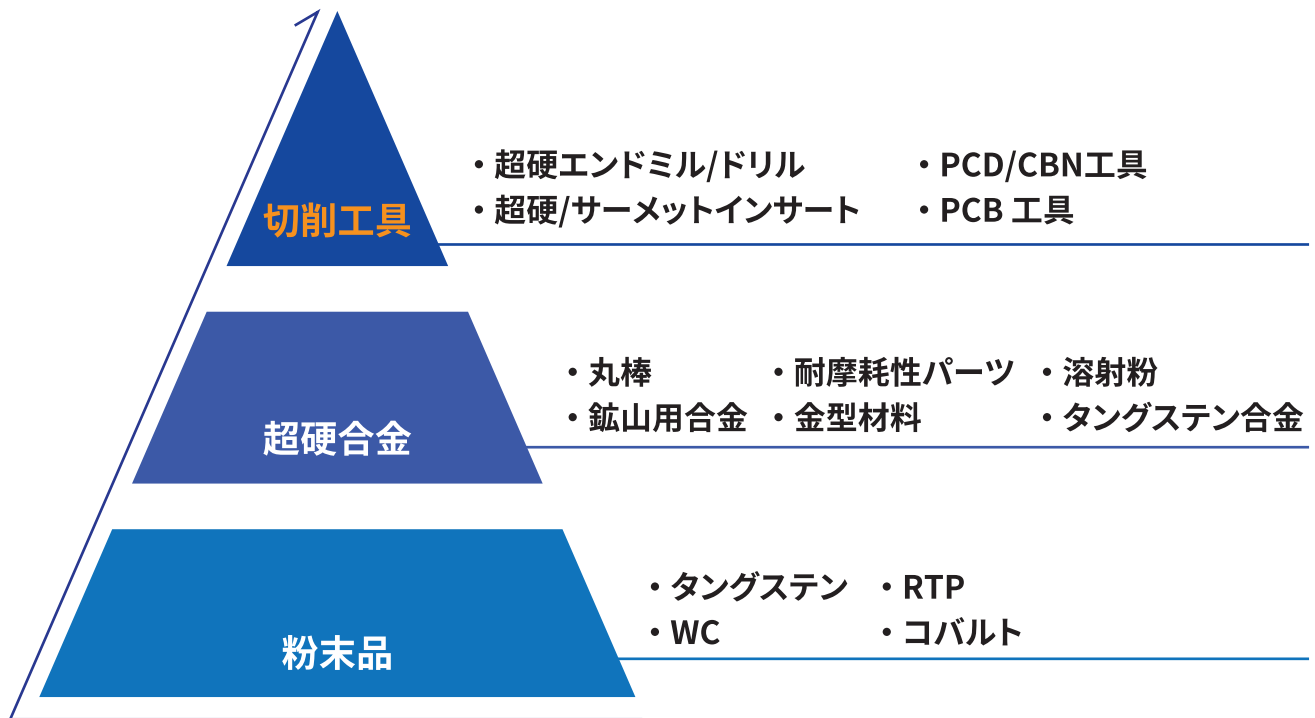 ・超硬エンドミル/ドリル ・PCD/CBN工具
・超硬/サーメットインサート ・PCB 工具
切削工具
・丸棒 ・耐摩耗性パーツ ・溶射粉
・鉱山用合金 ・金型材料 ・タングステン合金
超硬合金
・タングステン ・RTP
・WC ・コバルト
粉末品